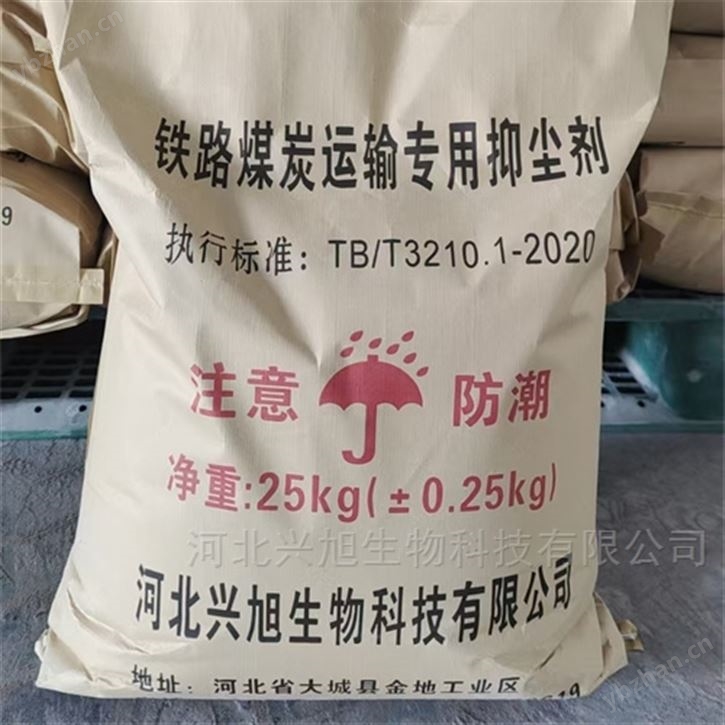 铁路煤炭运输专用抑尘剂
执行标准：TB/T3210.1-2020
注意 防潮
净重:25kg(±0.25kg)
河北兴旭生物科技有限公司
河北兴旭生物科技有限公司
地址：河北省大城县金地工业区